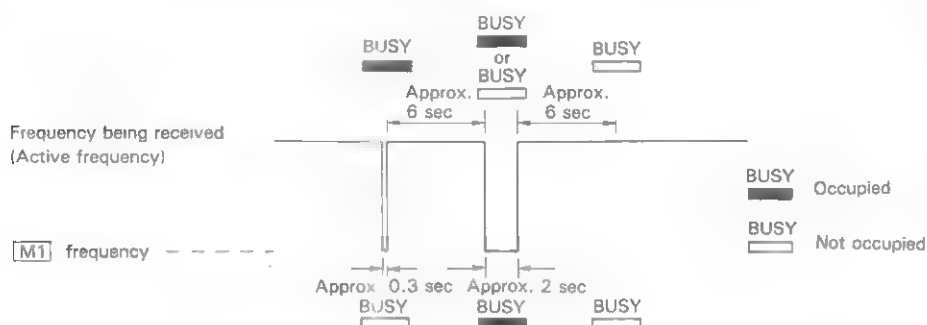 BUSY
BUSY
or
BUSY
BUSY
Approx.
6 sec
Approx.
6 sec
Frequency being received
(Active frequency)
BUSY
Occupied
BUSY
Not occupied
M1 frequency
Approx 0.3 sec
Approx. 2 sec
BUSY
BUSY
BUSY